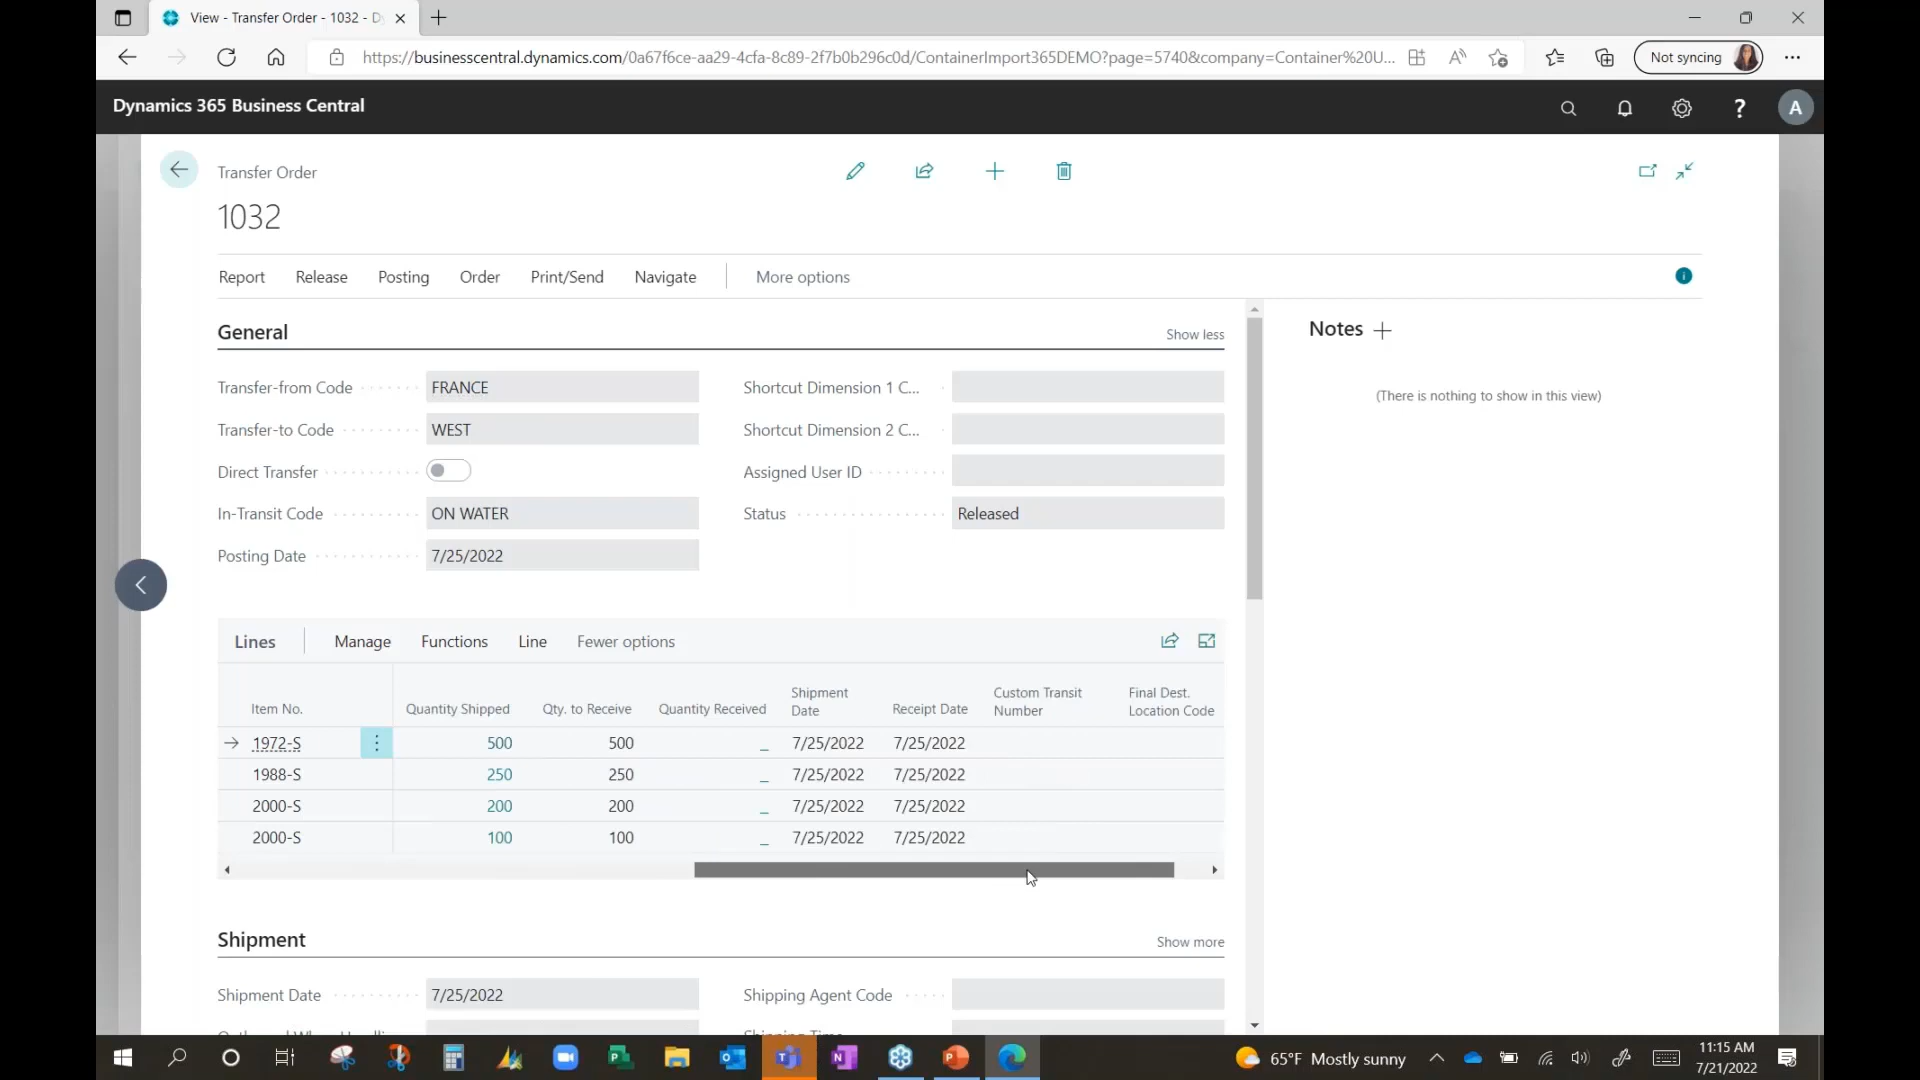 View - Transfer Order - 1032 - D
https://businesscentral.dynamics.com/0a67f6ce-aa29-4cfa-8c89-2f7b0b296c0d/ContainerImport365DEMO?page=5740&company=Container%20U...
Not syncing
Dynamics 365 Business Central
?
A
Transfer Order
1032
Report Release Posting Order Print/Send Navigate More options
General
Show less
Notes
(There is nothing to show in this view)
Transfer-from Code FRANCE
Shortcut Dimension 1 C...
Transfer-to Code WEST
Shortcut Dimension 2 C...
Direct Transfer
Assigned User ID
In-Transit Code ON WATER
Status Released
Posting Date 7/25/2022
Lines Manage Functions Line Fewer options
Item No. Quantity Shipped Qty. to Receive Quantity Received Shipment Date Receipt Date Custom Transit Number Final Dest. Location Code
1972-S 500 500 _ 7/25/2022 7/25/2022
1988-S 250 250 _ 7/25/2022 7/25/2022
2000-S 200 200 _ 7/25/2022 7/25/2022
2000-S 100 100 _ 7/25/2022 7/25/2022
Shipment
Show more
Shipment Date 7/25/2022
Shipping Agent Code
65°F Mostly sunny
11:15 AM
7/21/2022